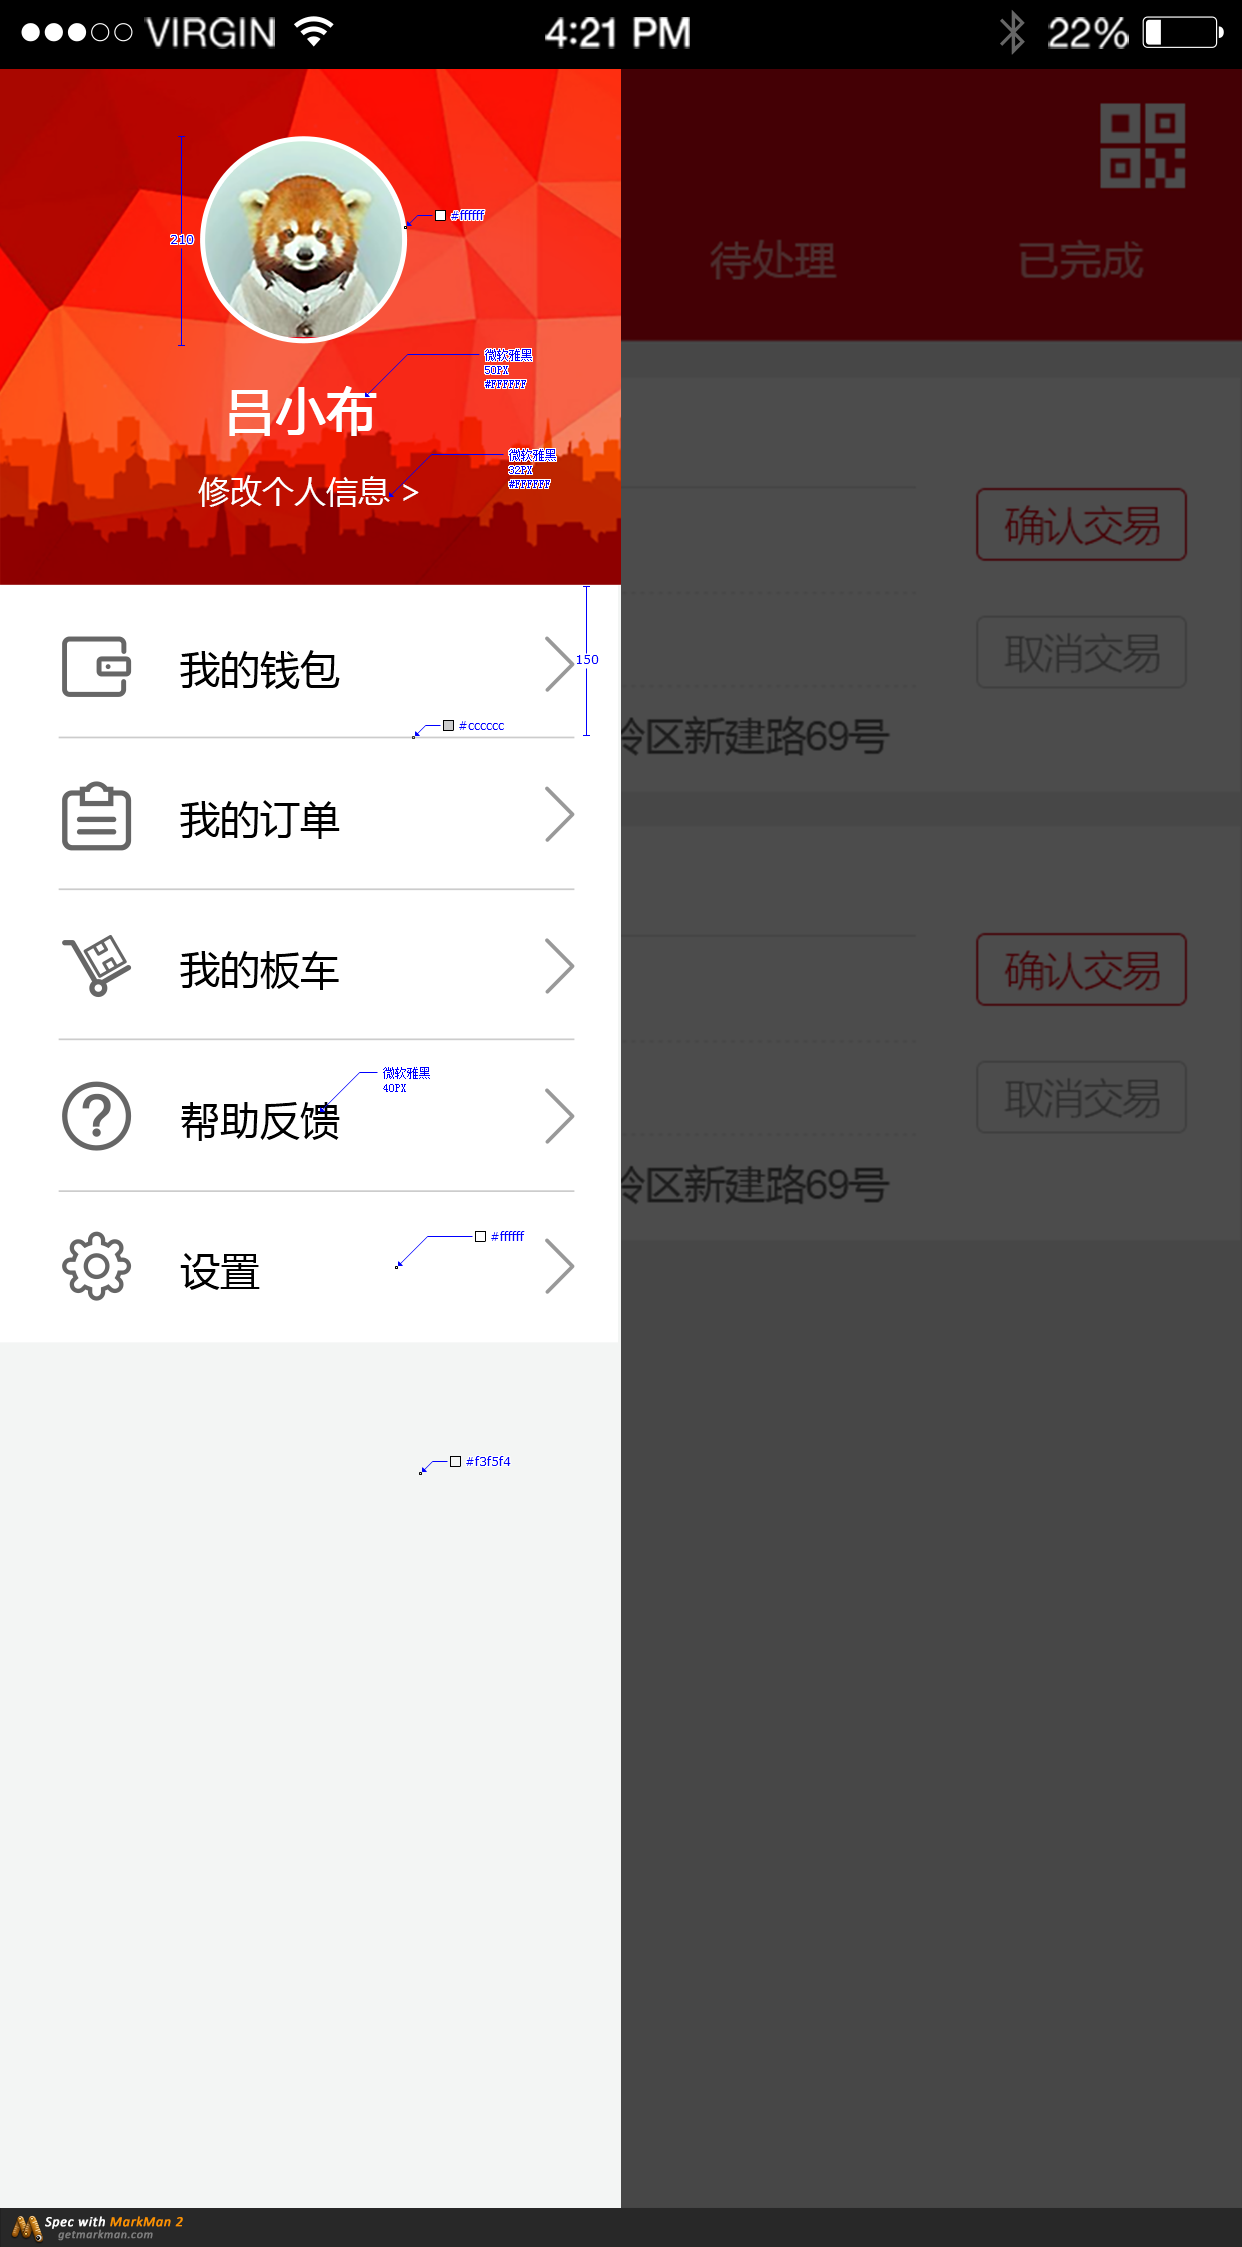 VIRGIN 4:21 PM 22%
210
#ffffff
待处理 已完成
微软雅黑
50PX
#FFFFFF
吕小布
微软雅黑
32PX
#FFFFFF
修改个人信息 >
确认交易
我的钱包
150
取消交易
#cccccc
岭区新建路69号
我的订单
我的板车
确认交易
微软雅黑
40PX
取消交易
帮助反馈
岭区新建路69号
#ffffff
设置
#f3f5f4
Spec with MarkMan 2
getmarkman.com